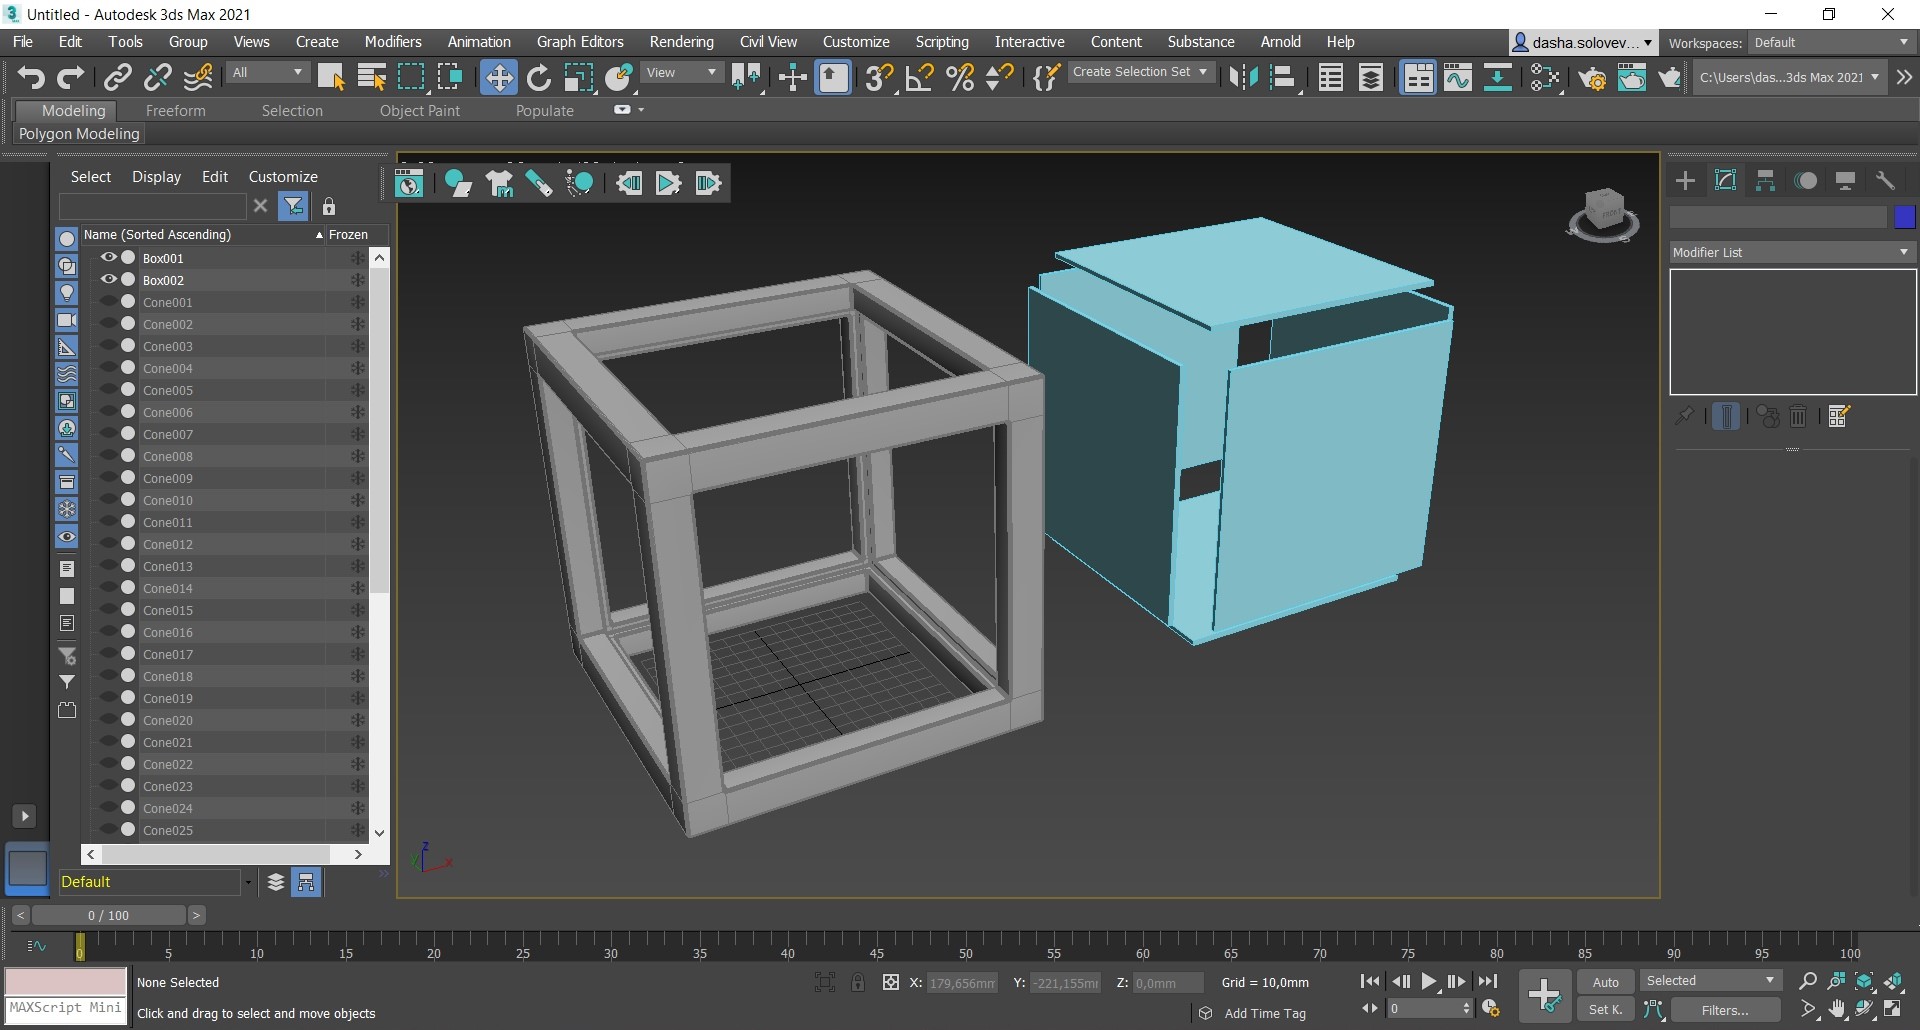 Untitled - Autodesk 3ds Max 2021
File Edit Tools Group Views Create Modifiers Animation Graph Editors Rendering Civil View Customize Scripting Interactive Content Substance Arnold Help dasha.solovev... Workspaces: Default
All View Create Selection Set C:\Users\das...3ds Max 2021
Modeling Freeform Selection Object Paint Populate
Polygon Modeling
Select Display Edit Customize
Name (Sorted Ascending) Frozen
Box001
Box002
Cone001
Cone002
Cone003
Cone004
Cone005
Cone006
Cone007
Cone008
Cone009
Cone010
Cone011
Cone012
Cone013
Cone014
Cone015
Cone016
Cone017
Cone018
Cone019
Cone020
Cone021
Cone022
Cone023
Cone024
Cone025
Default
FRONT
Modifier List
z x
0 / 100
0 5 10 15 20 25 30 35 40 45 50 55 60 65 70 75 80 85 90 95 100
None Selected X: 179,656mm Y: -221,155mm Z: 0,0mm Grid = 10,0mm Auto Selected
MAXScript Mini Click and drag to select and move objects Add Time Tag 0 Set K. Filters...